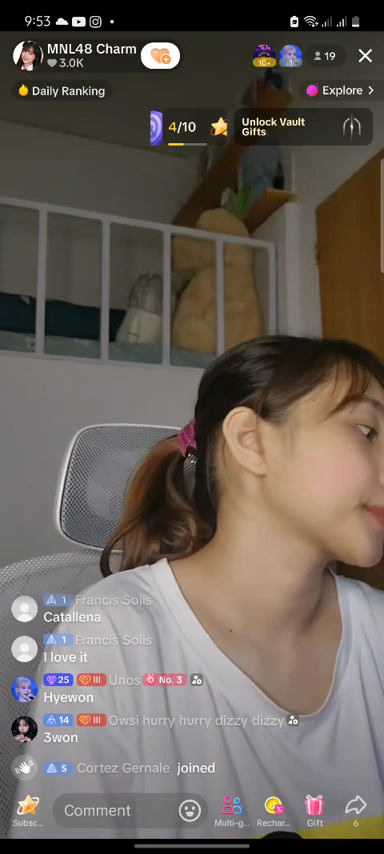 9:53
MNL48 Charm
3.0K
19
Daily Ranking
Explore
4/10
Unlock Vault
Gifts
1 Francis Solis
Catallena
1 Francis Solis
I love it
25 III Unos No. 3
Hyewon
14 III Owsi hurry hurry dizzy dizzy
3won
5 Cortez Gernale joined
Comment
Subsc... Multi-g... Rechar... Gift 6